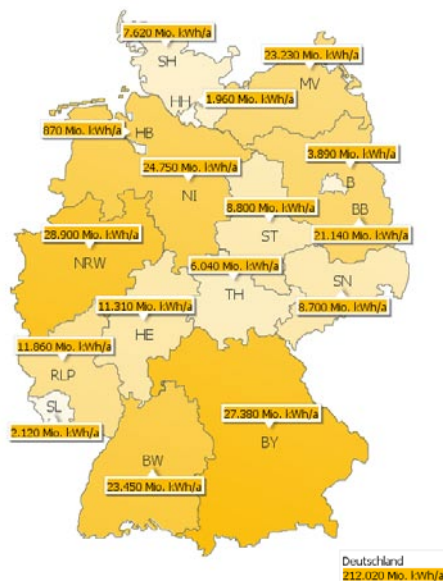 7.620 Mio. kWh/a
SH
23.230 Mio. kWh/a
MV
HH
1.960 Mio. kWh/a
870 Mio. kWh/a
HB
3.890 Mio. kWh/a
24.750 Mio. kWh/a
B
NI
BB
8.800 Mio. kWh/a
ST
21.140 Mio. kWh/a
28.900 Mio. kWh/a
NRW
6.040 Mio. kWh/a
TH
SN
8.700 Mio. kWh/a
11.310 Mio. kWh/a
HE
11.860 Mio. kWh/a
RLP
SL
2.120 Mio. kWh/a
27.380 Mio. kWh/a
BY
BW
23.450 Mio. kWh/a
Deutschland
212.020 Mio. kWh/a